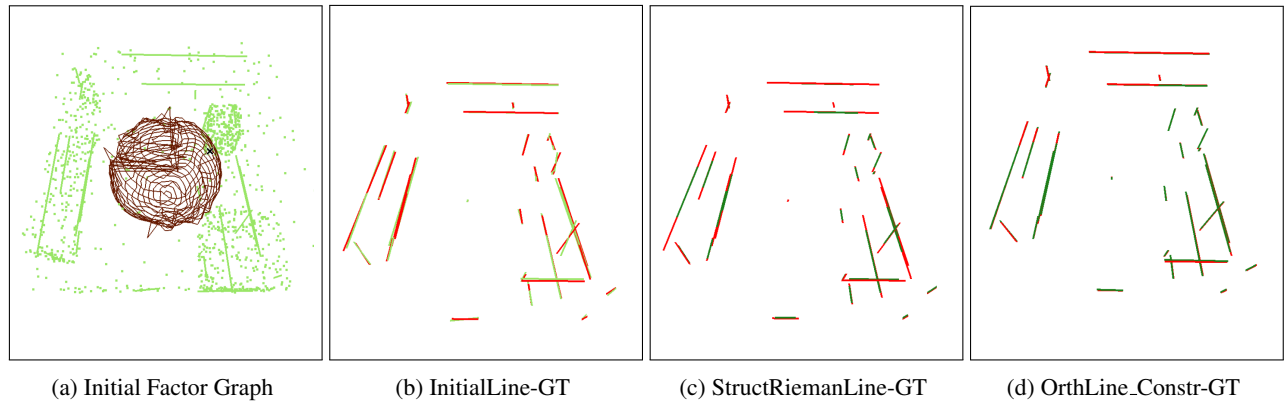 (a) Initial Factor Graph
(b) InitialLine-GT
(c) StructRiemanLine-GT
(d) OrthLine_Constr-GT